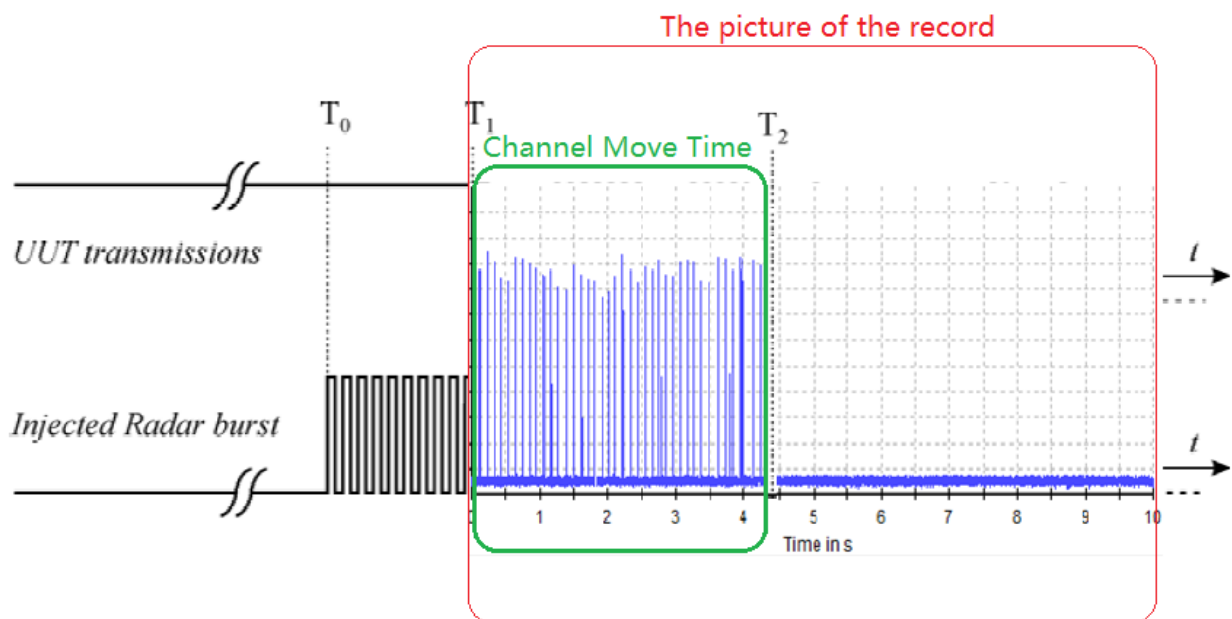 The picture of the record
T₀
T₁
T₂
Channel Move Time
UUT transmissions
t
Injected Radar burst
t
1 2 3 4 5 6 7 8 9 10
Time in s